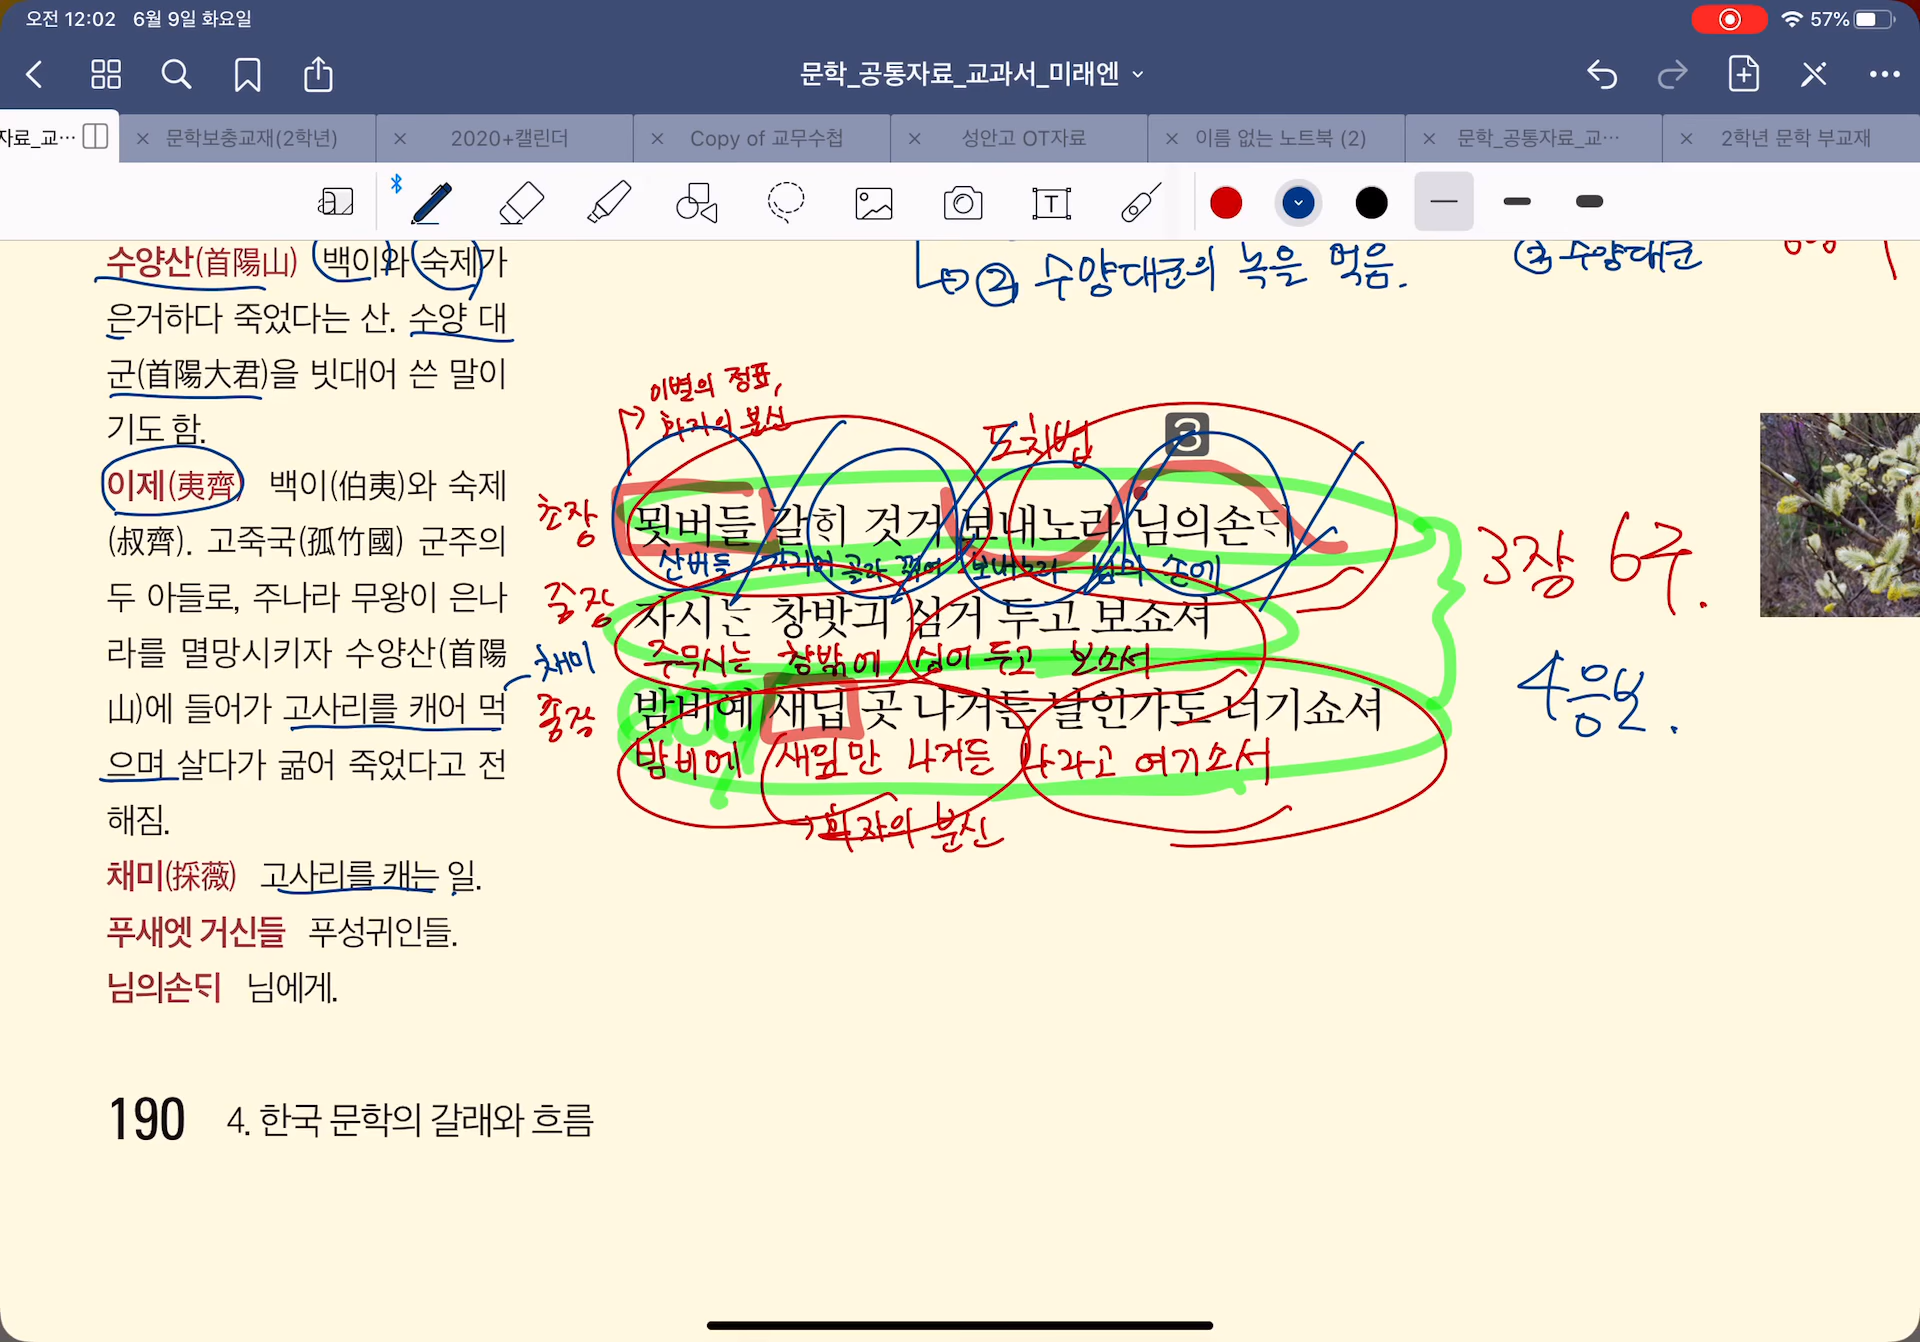 오전 12:02 6월 9일 화요일
57%
문학_공통자료_교과서_미래엔
자료_교…
문학보충교재(2학년)
2020+캘린더
Copy of 교무수첩
성안고 OT자료
이름 없는 노트북 (2)
문학_공통자료_교…
2학년 문학 부교재
수양산(首陽山) 백이와 숙제가
은거하다 죽었다는 산. 수양 대
군(首陽大君)을 빗대어 쓴 말이
기도 함.
이제(夷齊) 백이(伯夷)와 숙제
(叔齊). 고죽국(孤竹國) 군주의
두 아들로, 주나라 무왕이 은나
라를 멸망시키자 수양산(首陽
山)에 들어가 고사리를 캐어 먹
으며 살다가 굶어 죽었다고 전
해짐.
채미(採薇) 고사리를 캐는 일.
푸새엣 거신들 푸성귀인들.
님의손ᄃᆡ 님에게.
채미
② 수양대군의 녹을 먹음.
② 수양대군
이별의 정표,
화자의 분신
도치법
3
초장
묏버들 갈ᄒᆡ 것거 보내노라 님의손ᄃᆡ
산버들 가리어 골라 꺾어 보내노라 님의 손에
중장
자시ᄂᆞᆫ 창밧긔 심거 두고 보쇼셔
주무시는 창밖에 심어 두고 보소서
종장
밤비예 새닙 곳 나거든 날인가도 너기쇼셔
밤비에 새잎만 나거든 나라고 여기소서
→화자의 분신
3장 6구.
4음보.
190 4. 한국 문학의 갈래와 흐름